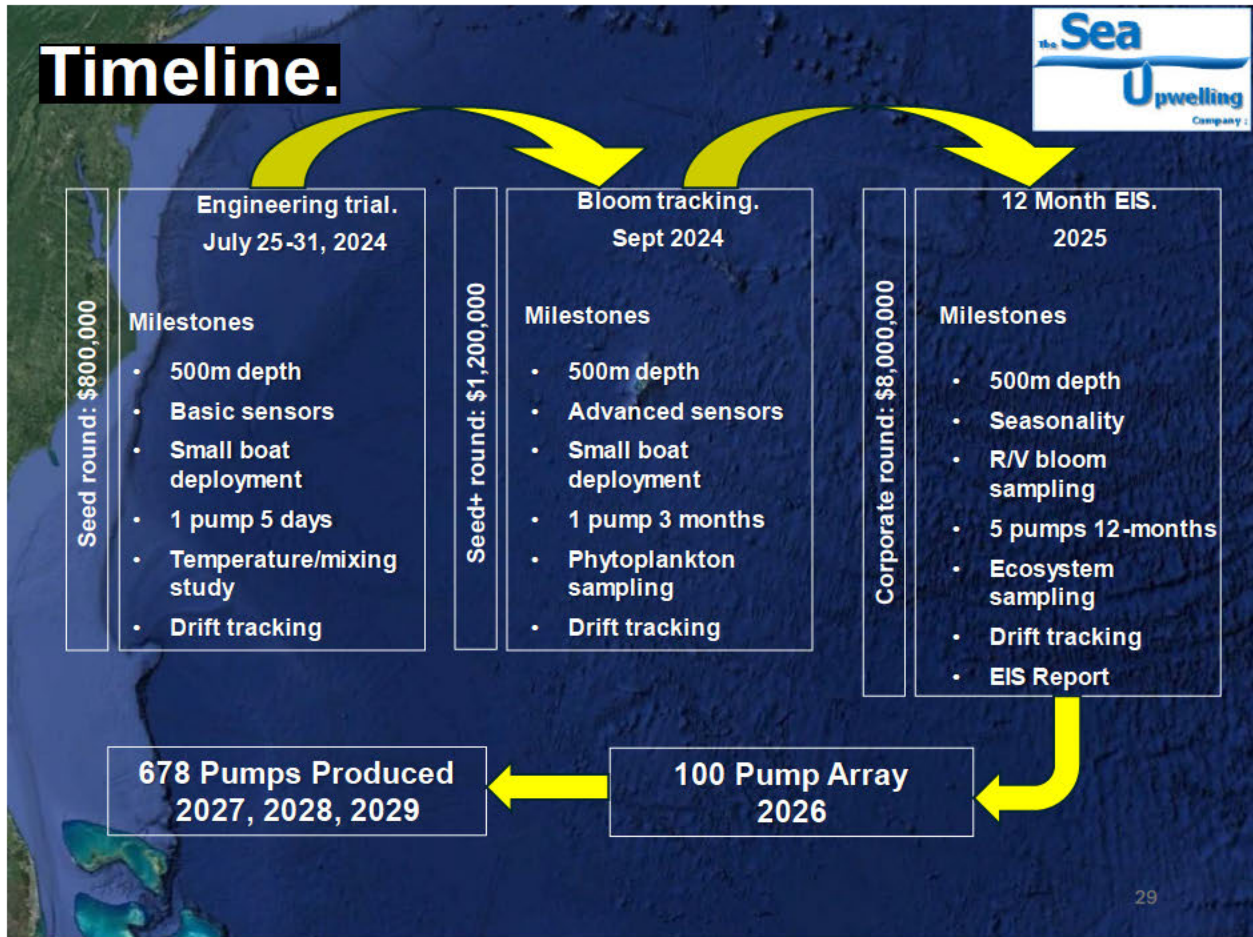 Timeline.
The Sea
Upwelling
Company :
Seed round: $800,000
Engineering trial.
July 25-31, 2024
Milestones
• 500m depth
• Basic sensors
• Small boat
deployment
• 1 pump 5 days
• Temperature/mixing
study
• Drift tracking
Seed+ round: $1,200,000
Bloom tracking.
Sept 2024
Milestones
• 500m depth
• Advanced sensors
• Small boat
deployment
• 1 pump 3 months
• Phytoplankton
sampling
• Drift tracking
Corporate round: $8,000,000
12 Month EIS.
2025
Milestones
• 500m depth
• Seasonality
• R/V bloom
sampling
• 5 pumps 12-months
• Ecosystem
sampling
• Drift tracking
• EIS Report
100 Pump Array
2026
678 Pumps Produced
2027, 2028, 2029
29